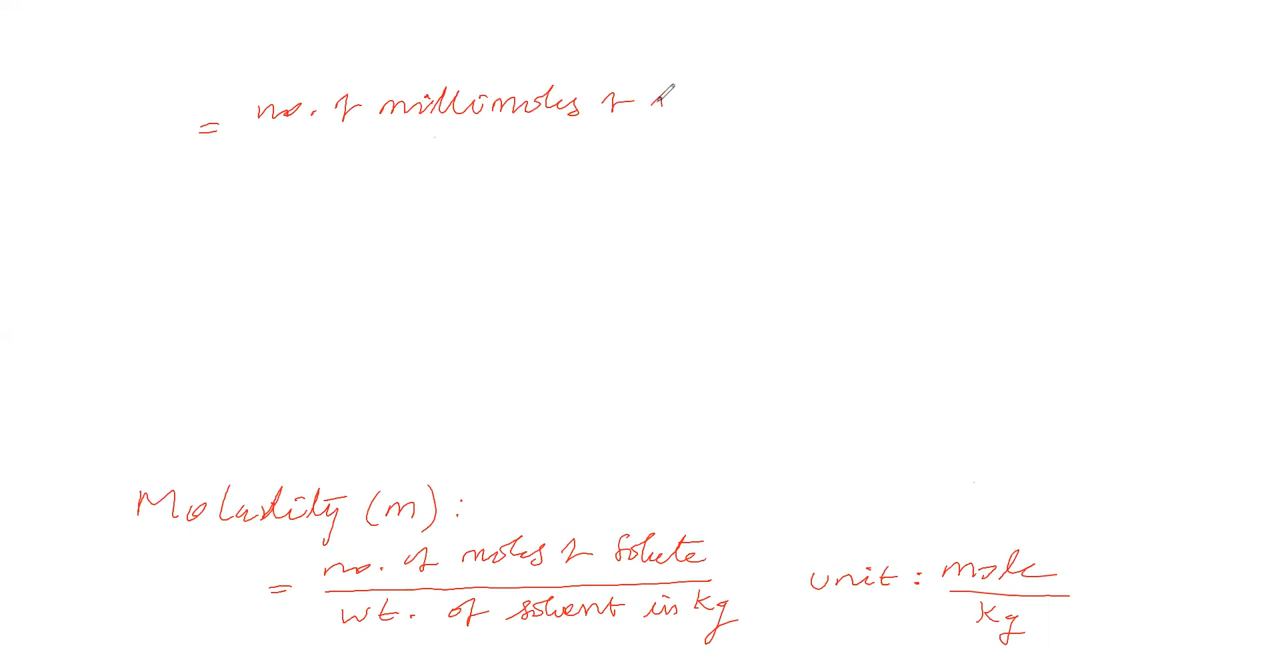 = no. of millimoles of
Molality (m):
= no. of moles of solute
wt. of solvent in kg
unit: mole
kg